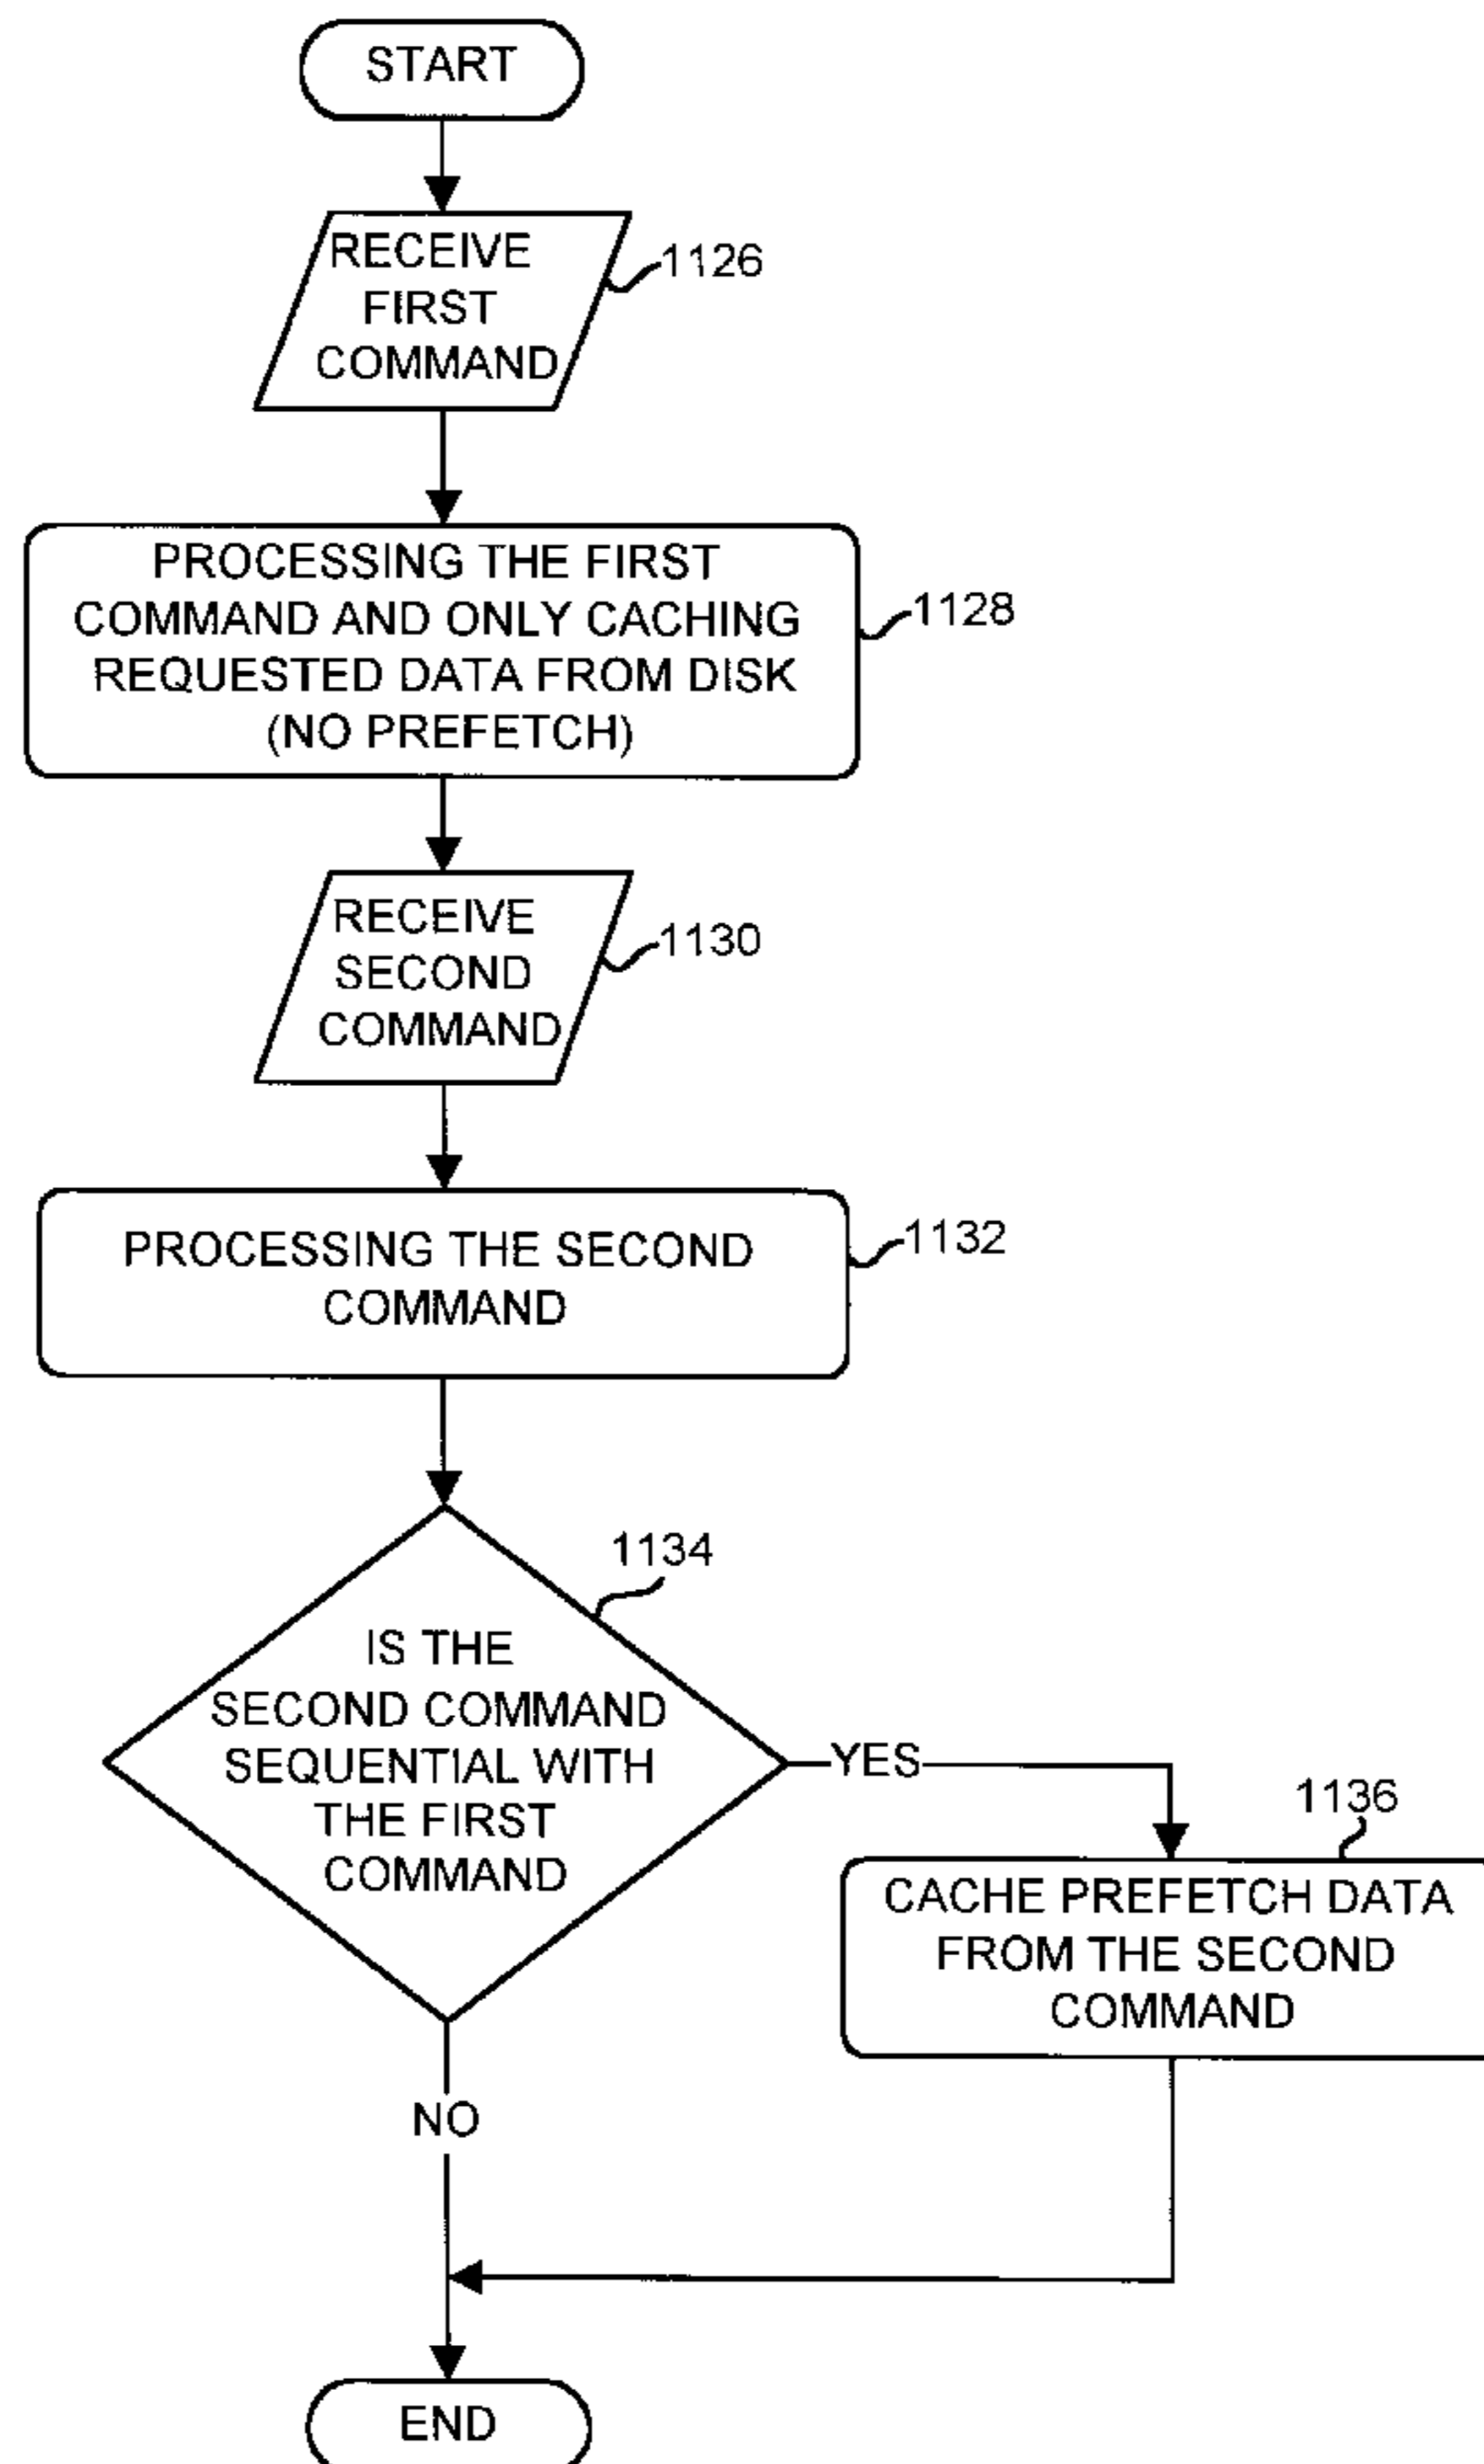 START
RECEIVE
FIRST
COMMAND
1126
PROCESSING THE FIRST
COMMAND AND ONLY CACHING
REQUESTED DATA FROM DISK
(NO PREFETCH)
1128
RECEIVE
SECOND
COMMAND
1130
PROCESSING THE SECOND
COMMAND
1132
1134
IS THE
SECOND COMMAND
SEQUENTIAL WITH
THE FIRST
COMMAND
YES
1136
CACHE PREFETCH DATA
FROM THE SECOND
COMMAND
NO
END